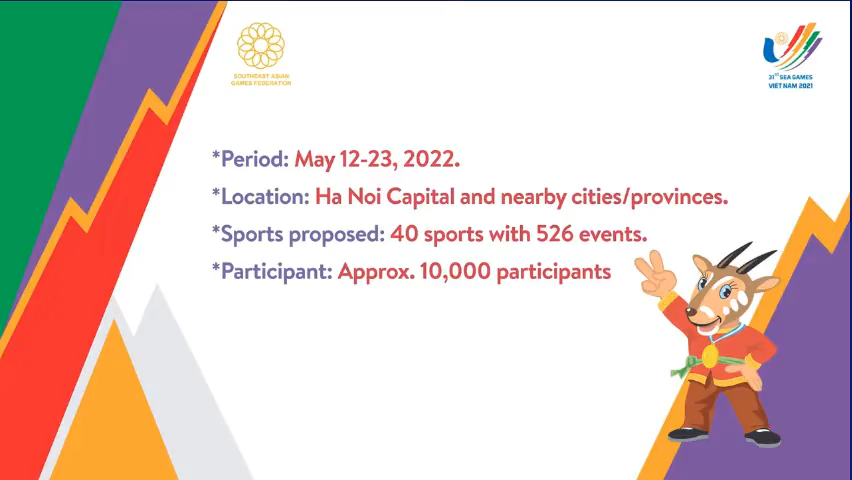 SOUTHEAST ASIAN
GAMES FEDERATION
31ST SEA GAMES
VIET NAM 2021
*Period: May 12-23, 2022.
*Location: Ha Noi Capital and nearby cities/provinces.
*Sports proposed: 40 sports with 526 events.
*Participant: Approx. 10,000 participants